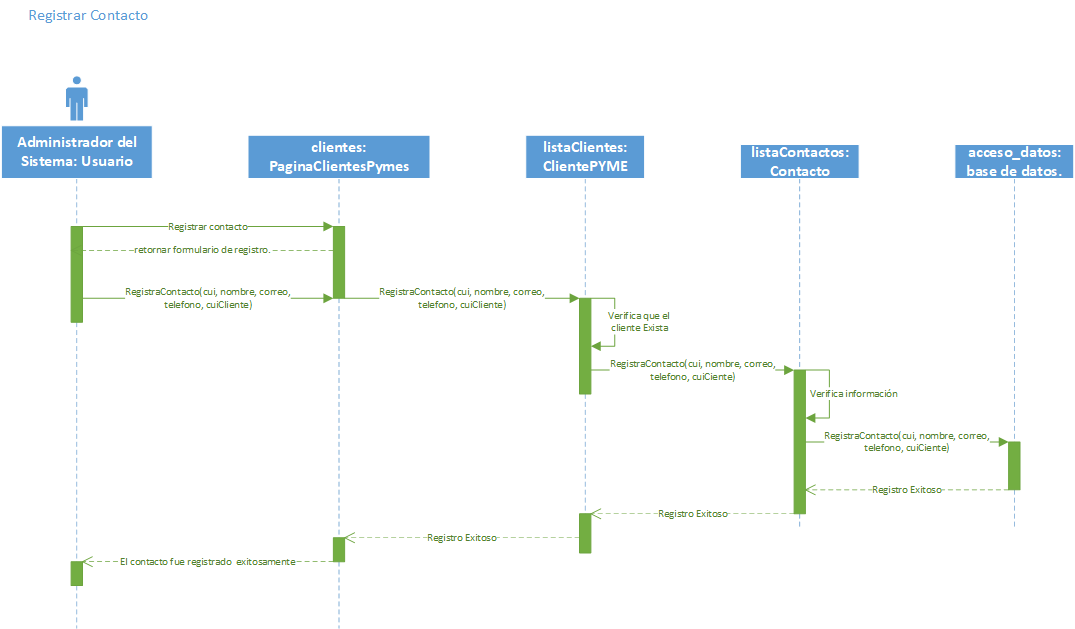 Registrar Contacto
Administrador del
Sistema: Usuario
clientes:
PaginaClientesPymes
listaClientes:
ClientePYME
listaContactos:
Contacto
acceso_datos:
base de datos.
Registrar contacto
retornar formulario de registro.
RegistraContacto(cui, nombre, correo,
telefono, cuiCliente)
RegistraContacto(cui, nombre, correo,
telefono, cuiCliente)
Verifica que el
cliente Exista
RegistraContacto(cui, nombre, correo,
telefono, cuiCiente)
Verifica información
RegistraContacto(cui, nombre, correo,
telefono, cuiCliente)
Registro Exitoso
Registro Exitoso
Registro Exitoso
El contacto fue registrado exitosamente